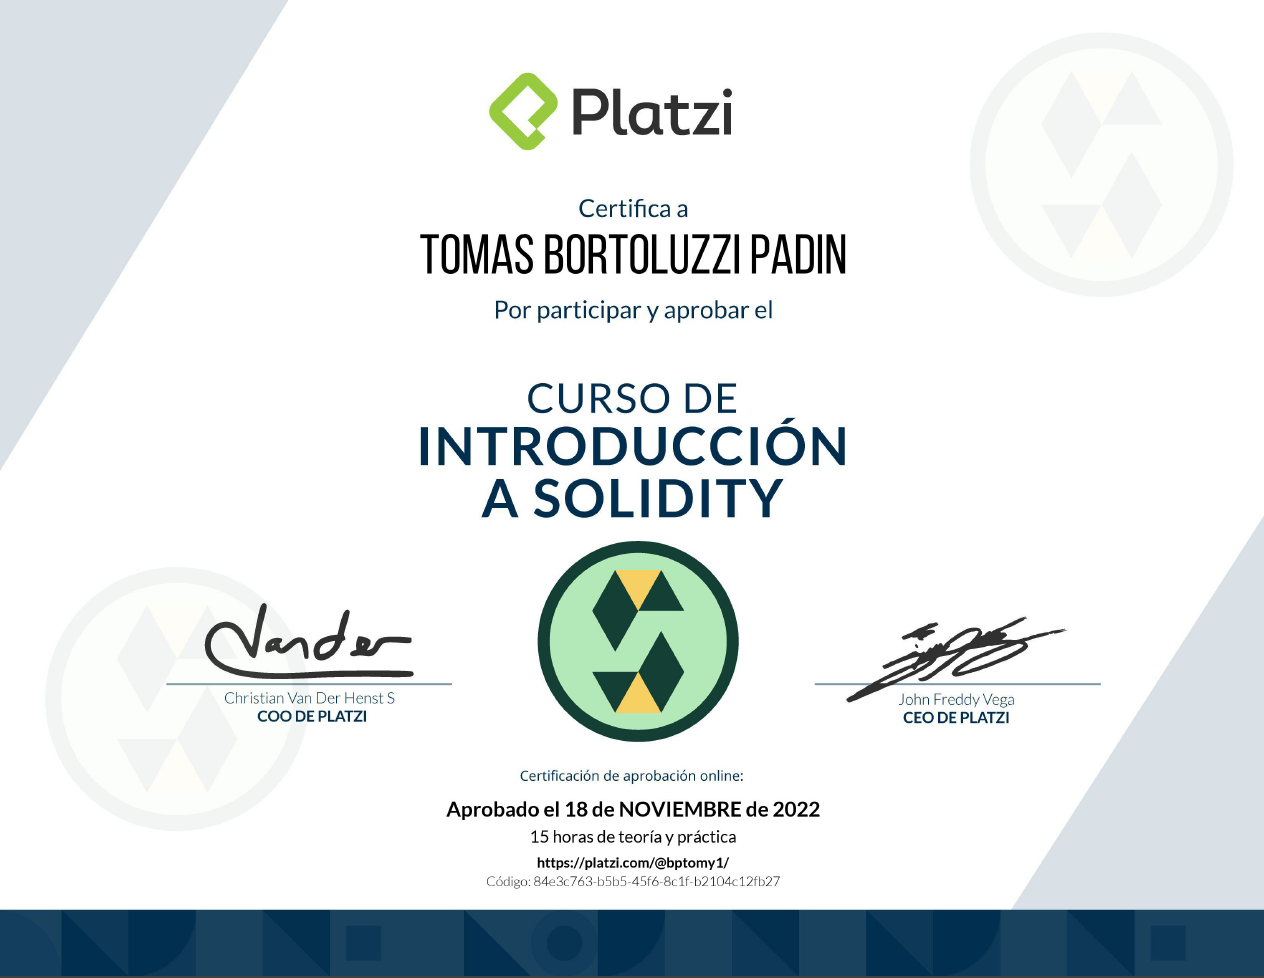 Platzi
Certifica a
TOMAS BORTOLUZZI PADIN
Por participar y aprobar el
CURSO DE
INTRODUCCIÓN
A SOLIDITY
Vander
Christian Van Der Henst S
COO DE PLATZI
John Freddy Vega
CEO DE PLATZI
Certificación de aprobación online:
Aprobado el 18 de NOVIEMBRE de 2022
15 horas de teoría y práctica
https://platzi.com/@bptomy1/
Código: 84e3c763-b5b5-45f6-8c1f-b2104c12fb27